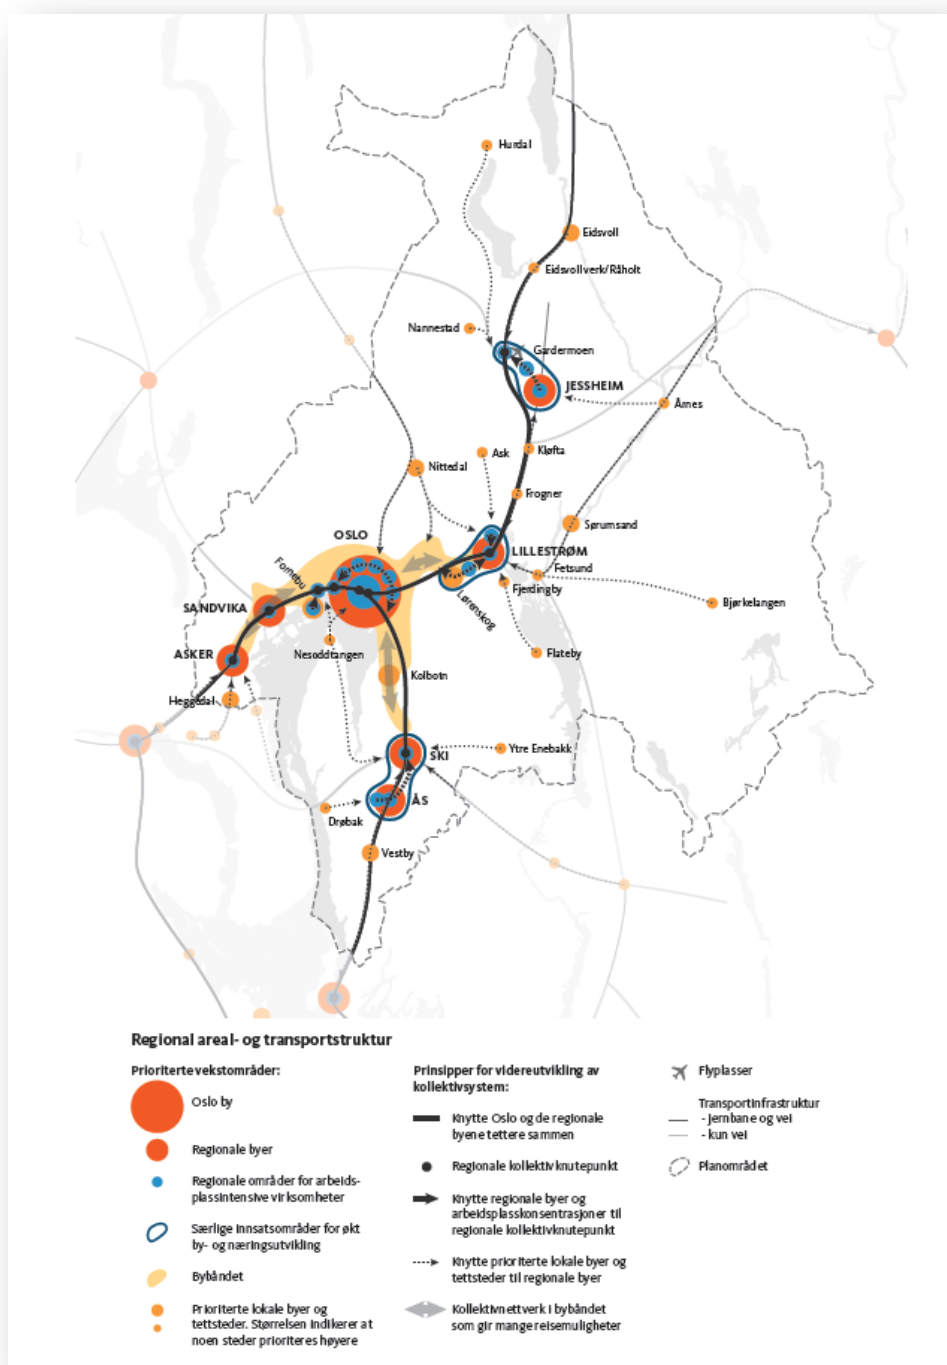 Hurdal
Eidsvoll
Eidsvoll verk/Råholt
Nannestad
Gardermoen
JESSHEIM
Årnes
Ask
Kløfta
Nittedal
Frogner
Sørumsand
OSLO
LILLESTRØM
Fetsund
Fornebu
Fjerdingby
Lørenskog
Bjørkelangen
SANDVIKA
ASKER
Nesoddtangen
Flateby
Kolbotn
Heggedal
Ytre Enebakk
SKI
ÅS
Drøbak
Vestby
Regional areal- og transportstruktur
Prioriterte vekstområder:
Oslo by
Regionale byer
Regionale områder for arbeids-
plassintensive virksomheter
Særlige innsatsområder for økt
by- og næringsutvikling
Bybåndet
Prioriterte lokale byer og
tettsteder. Størrelsen indikerer at
noen steder prioriteres høyere
Prinsipper for videreutvikling av
kollektivsystem:
Knytte Oslo og de regionale
byene tettere sammen
Regionale kollektivknutepunkt
Knytte regionale byer og
arbeidsplasskonsentrasjoner til
regionale kollektivknutepunkt
Knytte prioriterte lokale byer og
tettsteder til regionale byer
Kollektivnettverk i bybåndet
som gir mange reisemuligheter
Flyplasser
Transportinfrastruktur
- jernbane og vei
- kun vei
Planområdet